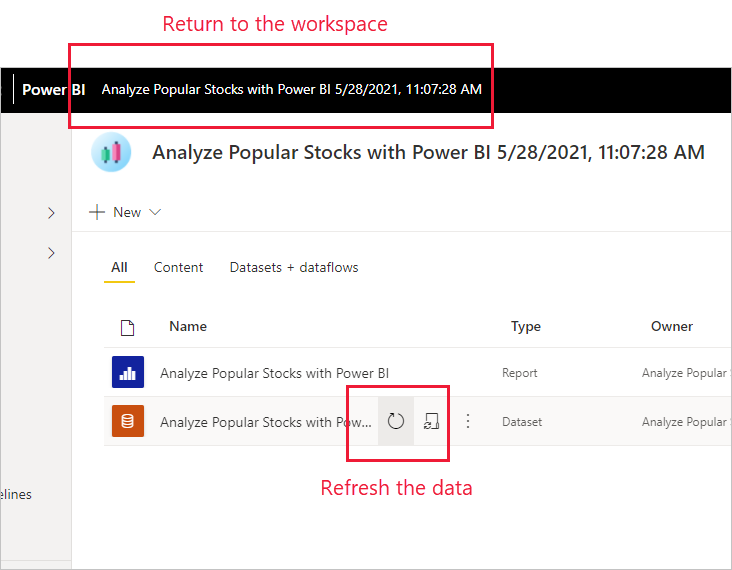 Return to the workspace
Power BI Analyze Popular Stocks with Power BI 5/28/2021, 11:07:28 AM
Analyze Popular Stocks with Power BI 5/28/2021, 11:07:28 AM
New
All Content Datasets + dataflows
Name Type Owner
Analyze Popular Stocks with Power BI Report Analyze Popular
Analyze Popular Stocks with Pow... Dataset Analyze Popular
Refresh the data
elines